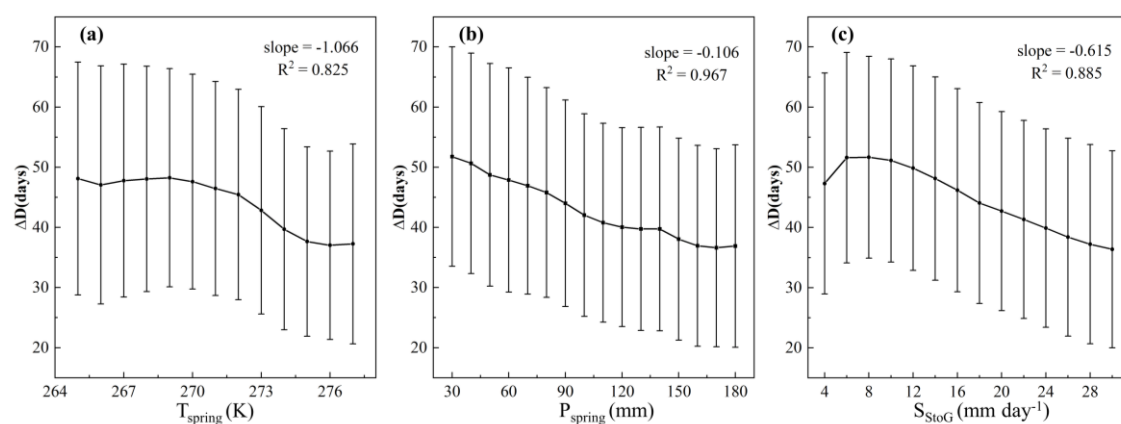 (a)
slope = -1.066
R² = 0.825
70
60
50
40
30
20
ΔD(days)
264 267 270 273 276
T_spring (K)
(b)
slope = -0.106
R² = 0.967
70
60
50
40
30
20
ΔD(days)
30 60 90 120 150 180
P_spring (mm)
(c)
slope = -0.615
R² = 0.885
70
60
50
40
30
20
ΔD(days)
4 8 12 16 20 24 28
S_StoG (mm day⁻¹)